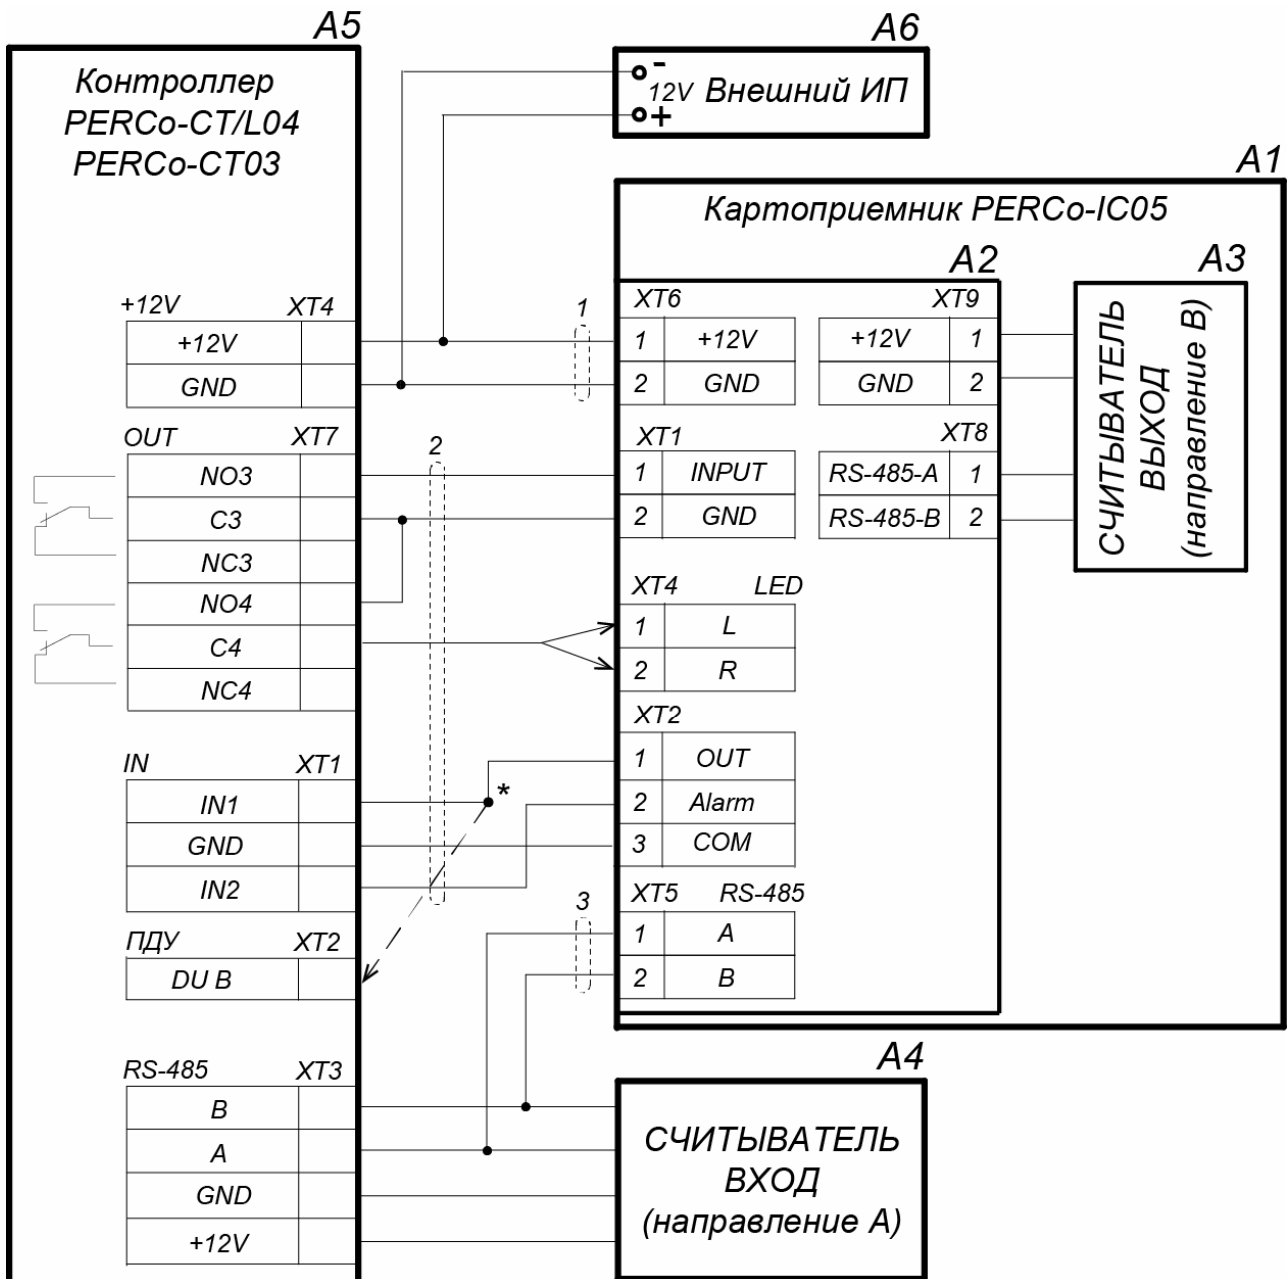 A5
Контроллер
PERCo-CT/L04
PERCo-CT03
A6
-
12V Внешний ИП
+
A1
Картоприемник PERCo-IC05
A2
A3
+12V XT4
+12V
GND
1
XT6 XT9
1 +12V +12V 1
2 GND GND 2
СЧИТЫВАТЕЛЬ
ВЫХОД
(направление В)
OUT XT7
NO3
C3
NC3
NO4
C4
NC4
2
XT1 XT8
1 INPUT RS-485-A 1
2 GND RS-485-B 2
XT4 LED
1 L
2 R
XT2
1 OUT
2 Alarm
3 COM
IN XT1
IN1
GND
IN2
*
ПДУ XT2
DU B
3
XT5 RS-485
1 A
2 B
RS-485 XT3
B
A
GND
+12V
A4
СЧИТЫВАТЕЛЬ
ВХОД
(направление А)